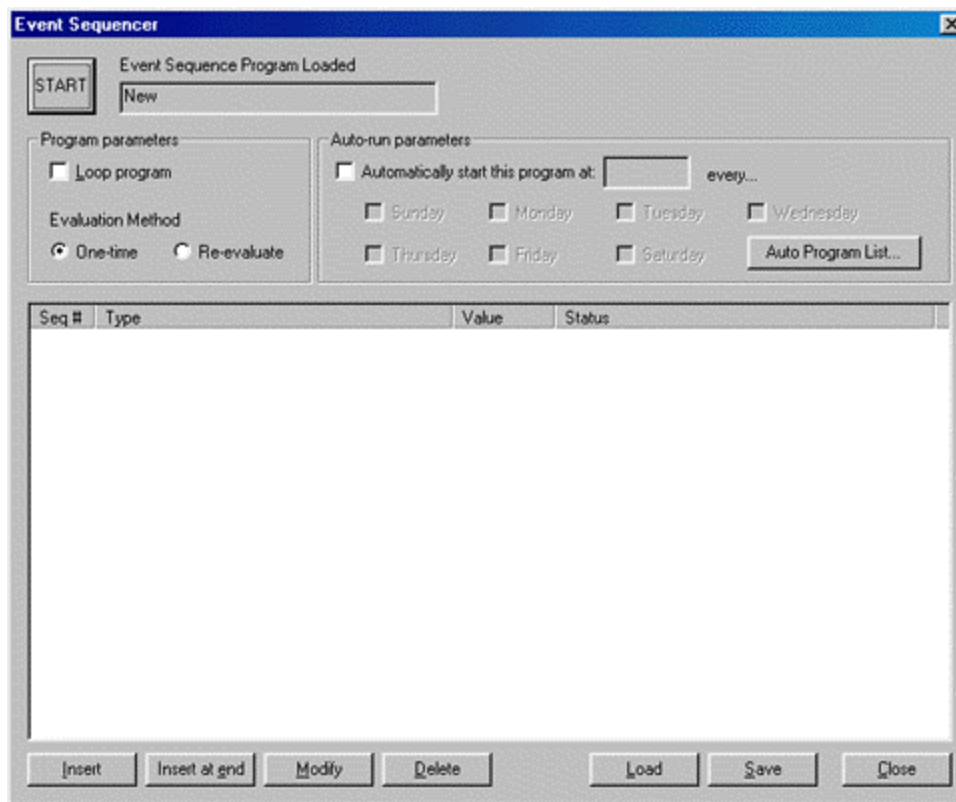 Event Sequencer
START
Event Sequence Program Loaded
New
Program parameters
Loop program
Evaluation Method
One-time Re-evaluate
Auto-run parameters
Automatically start this program at: every...
Sunday Monday Tuesday Wednesday
Thursday Friday Saturday Auto Program List...
Seq # Type Value Status
Insert Insert at end Modify Delete Load Save Close